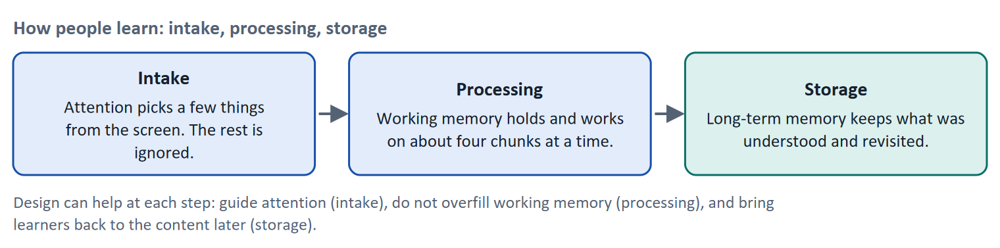 How people learn: intake, processing, storage
Intake
Attention picks a few things
from the screen. The rest is
ignored.
Processing
Working memory holds and works
on about four chunks at a time.
Storage
Long-term memory keeps what was
understood and revisited.
Design can help at each step: guide attention (intake), do not overfill working memory (processing), and bring
learners back to the content later (storage).